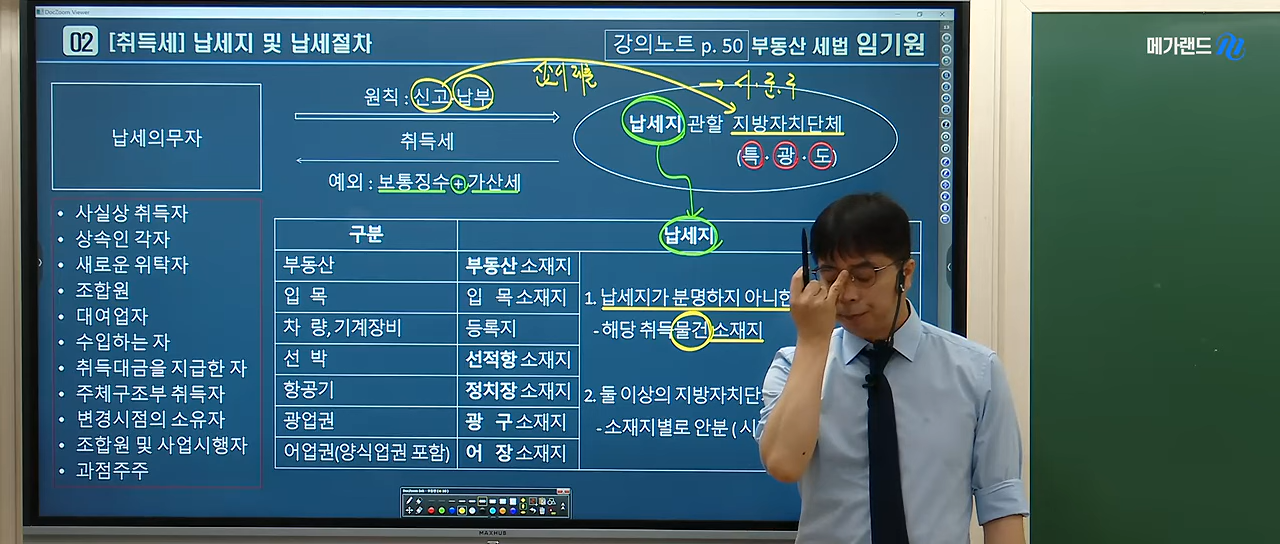 DocZoom Viewer
02 [취득세] 납세지 및 납세절차
강의노트 p. 50 부동산 세법 임기원
메가랜드
납세의무자
원칙 : 신고 납부
취득세
예외 : 보통징수 + 가산세
납세지 관할 지방자치단체
(특 · 광 · 도)
• 사실상 취득자
• 상속인 각자
• 새로운 위탁자
• 조합원
• 대여업자
• 수입하는 자
• 취득대금을 지급한 자
• 주체구조부 취득자
• 변경시점의 소유자
• 조합원 및 사업시행자
• 과점주주
구분 납세지
부동산 부동산 소재지
입 목 입 목 소재지
차 량, 기계장비 등록지
선 박 선적항 소재지
항공기 정치장 소재지
광업권 광 구 소재지
어업권(양식업권 포함) 어 장 소재지
1. 납세지가 분명하지 아니한
- 해당 취득물건 소재지
2. 둘 이상의 지방자치단
- 소재지별로 안분 ( 시
MAXHUB